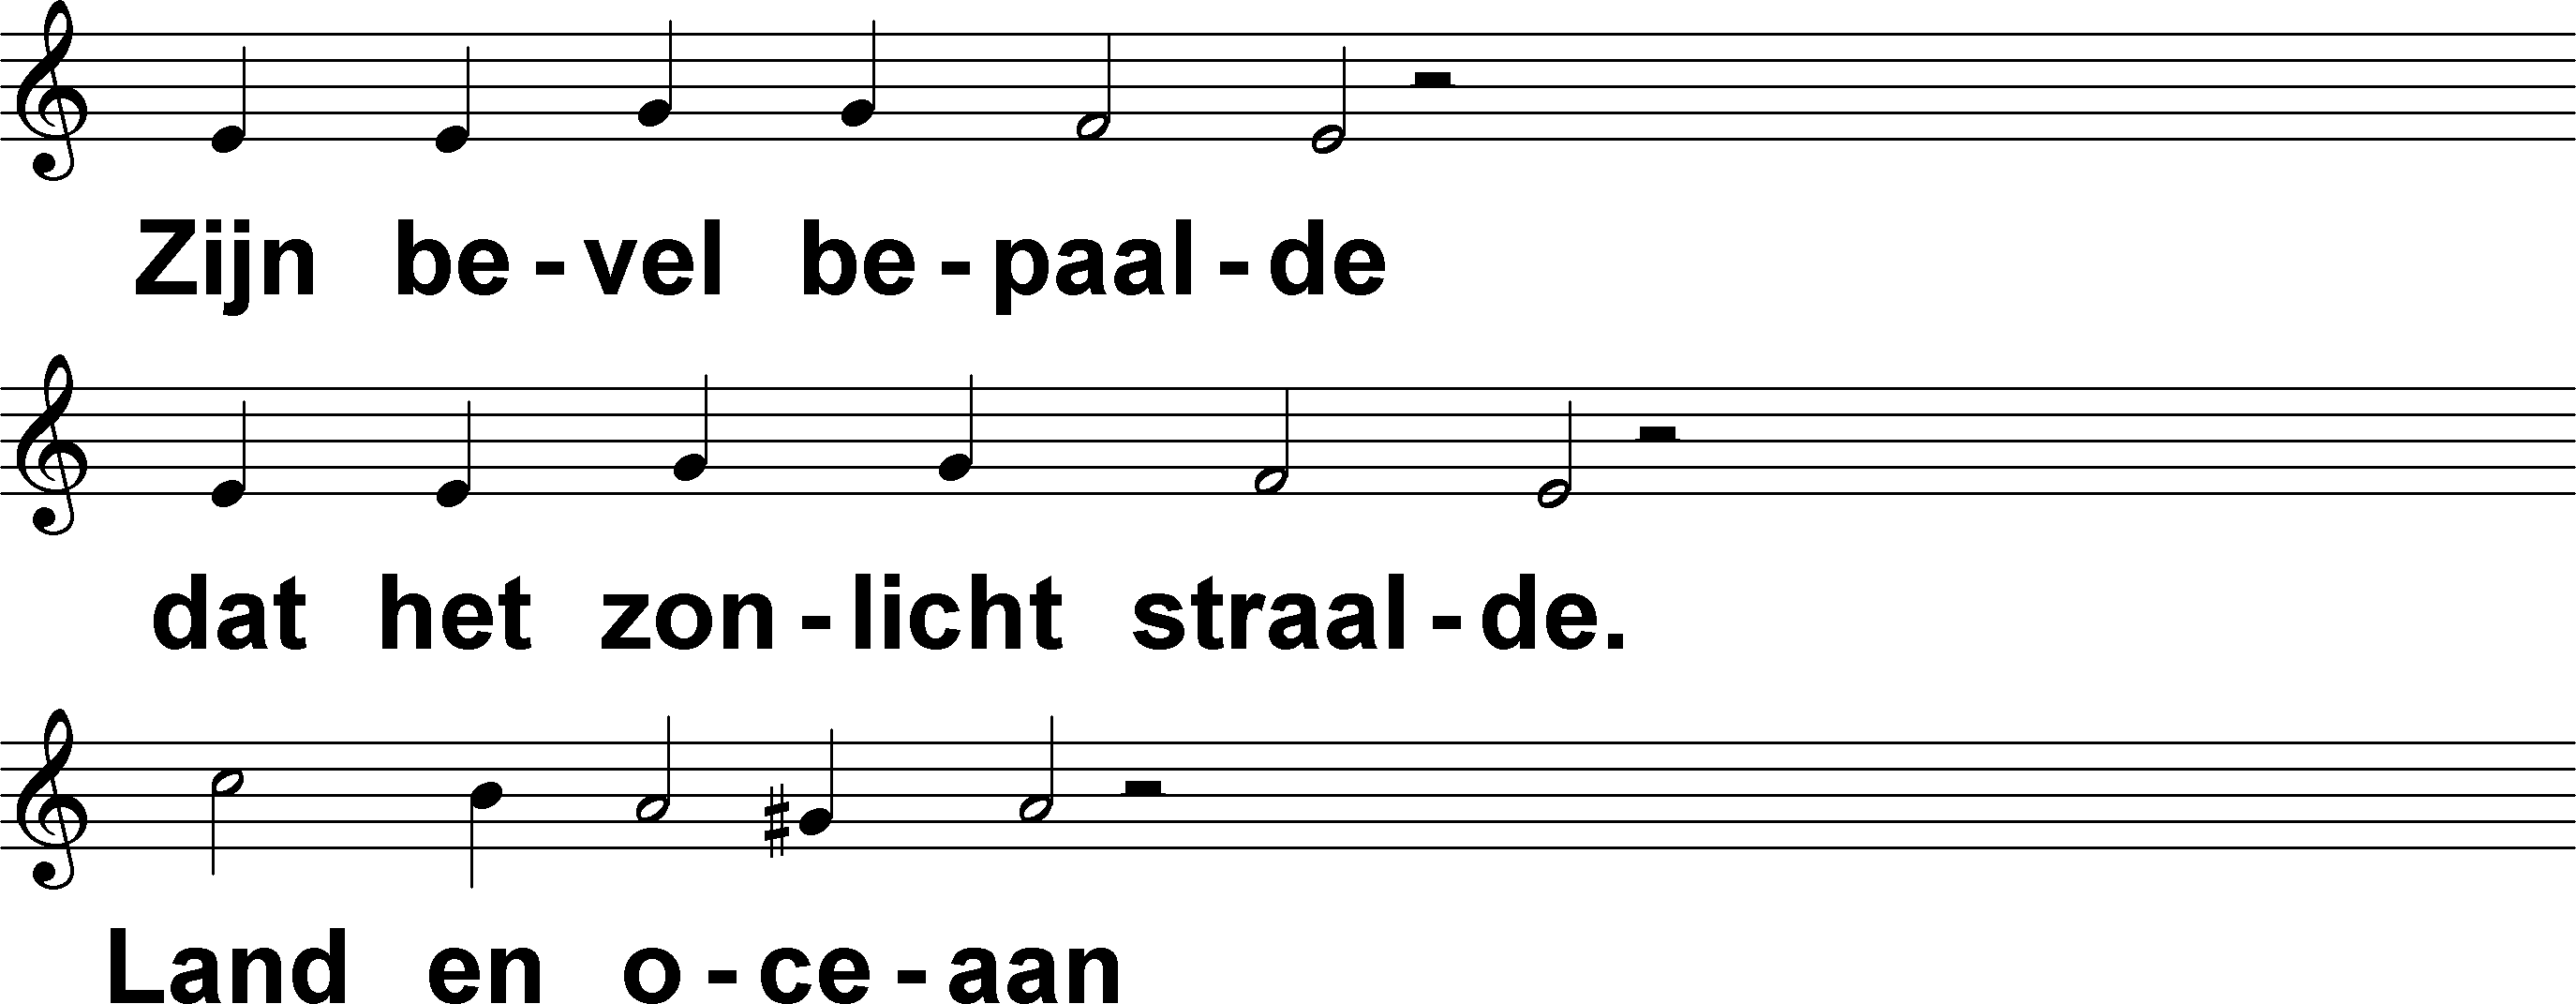 Zijn be-vel be-paal-de
dat het zon-licht straal-de.
Land en o-ce-aan